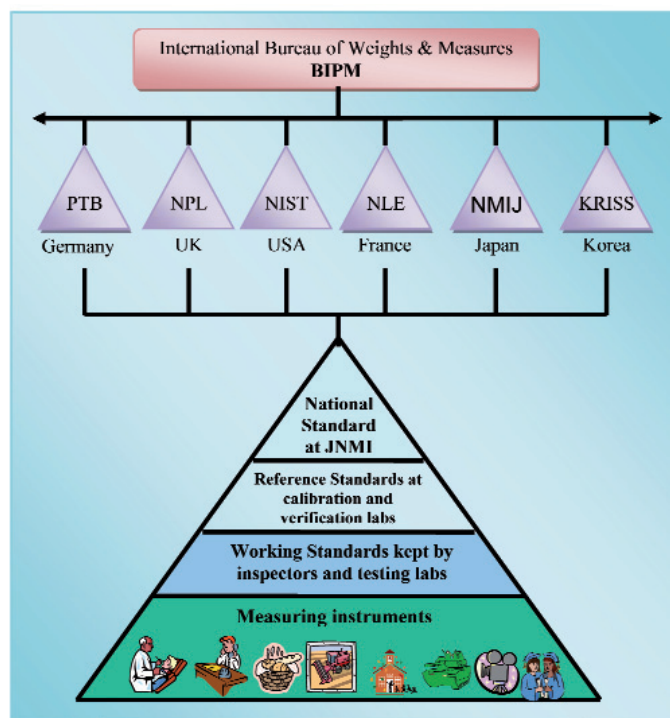 International Bureau of Weights & Measures
BIPM
PTB NPL NIST NLE NMIJ KRISS
Germany UK USA France Japan Korea
National
Standard
at JNMI
Reference Standards at
calibration and
verification labs
Working Standards kept by
inspectors and testing labs
Measuring instruments